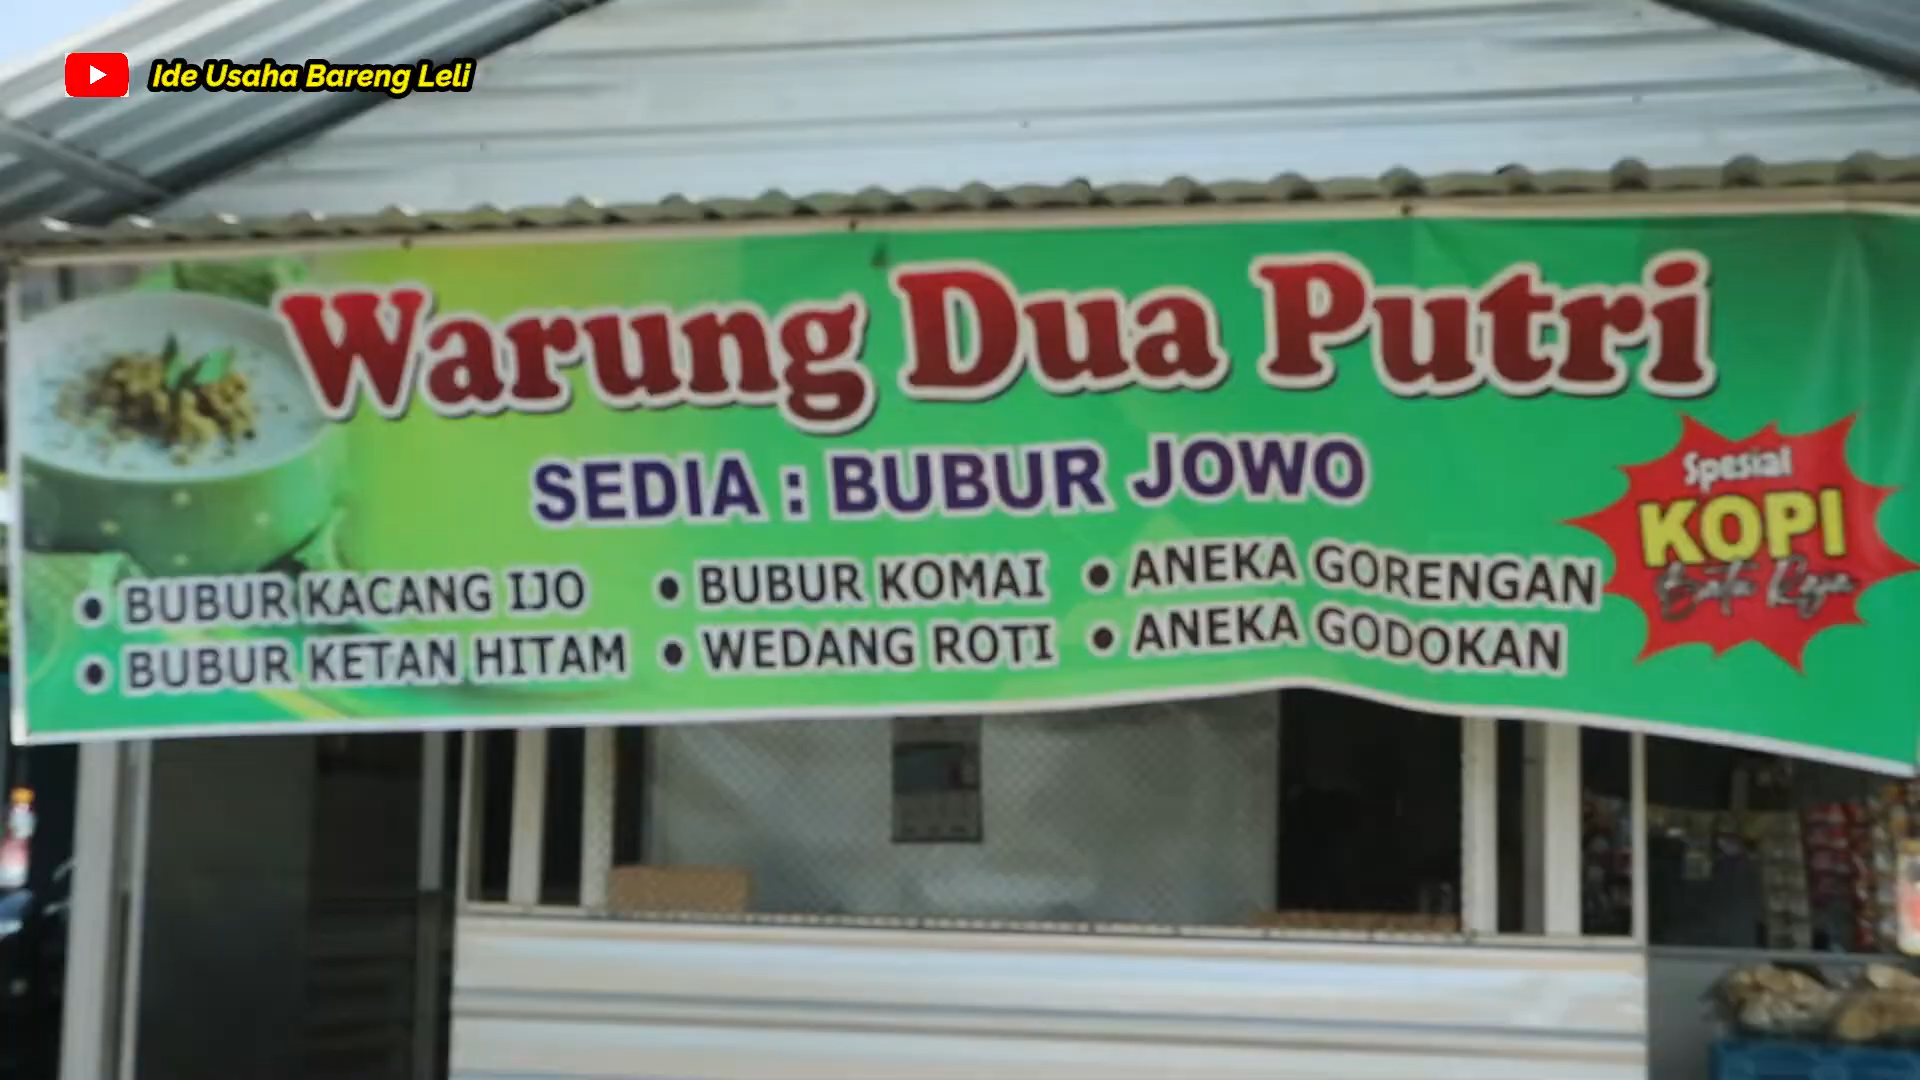 Ide Usaha Bareng Leli
Warung Dua Putri
SEDIA : BUBUR JOWO
• BUBUR KACANG IJO
• BUBUR KETAN HITAM
• BUBUR KOMAI
• WEDANG ROTI
• ANEKA GORENGAN
• ANEKA GODOKAN
Spesial
KOPI